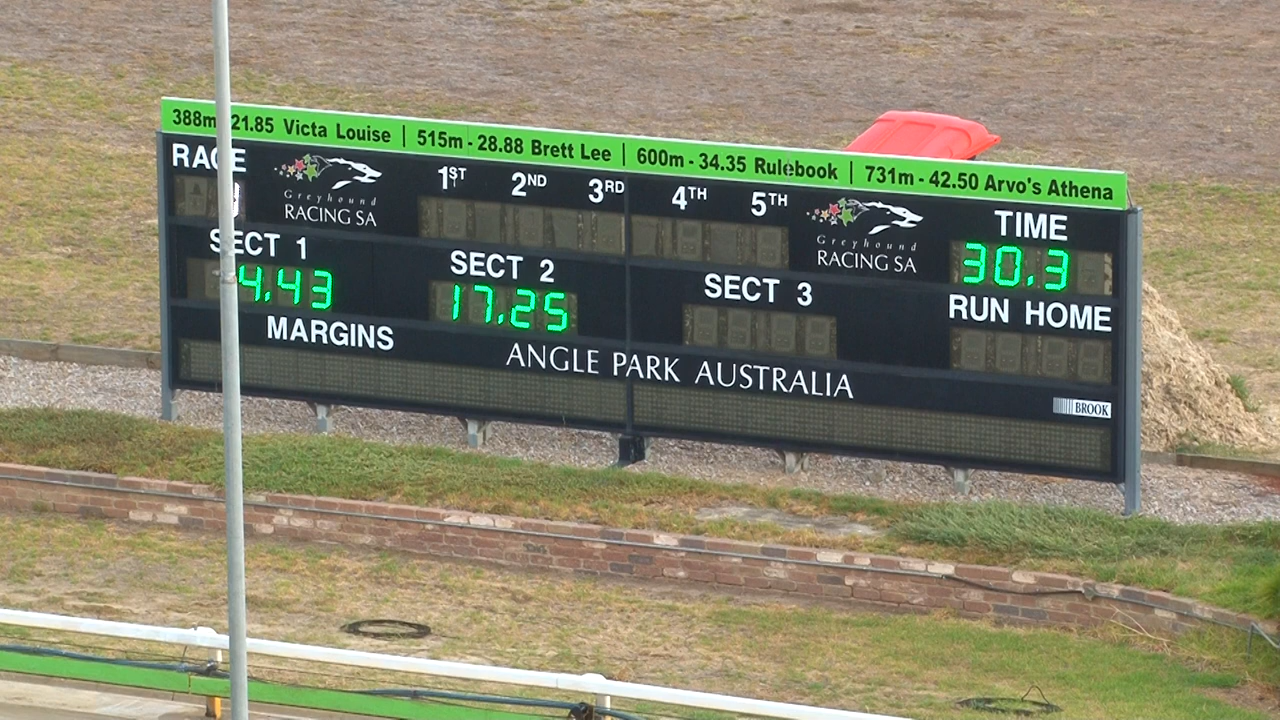 388m 21.85 Victa Louise | 515m - 28.88 Brett Lee | 600m - 34.35 Rulebook | 731m - 42.50 Arvo's Athena
RACE
Greyhound
RACING SA
1ST 2ND 3RD 4TH 5TH
Greyhound
RACING SA
TIME
30.3
SECT 1
4.43
SECT 2
17.25
SECT 3
RUN HOME
MARGINS
ANGLE PARK AUSTRALIA
BROOK